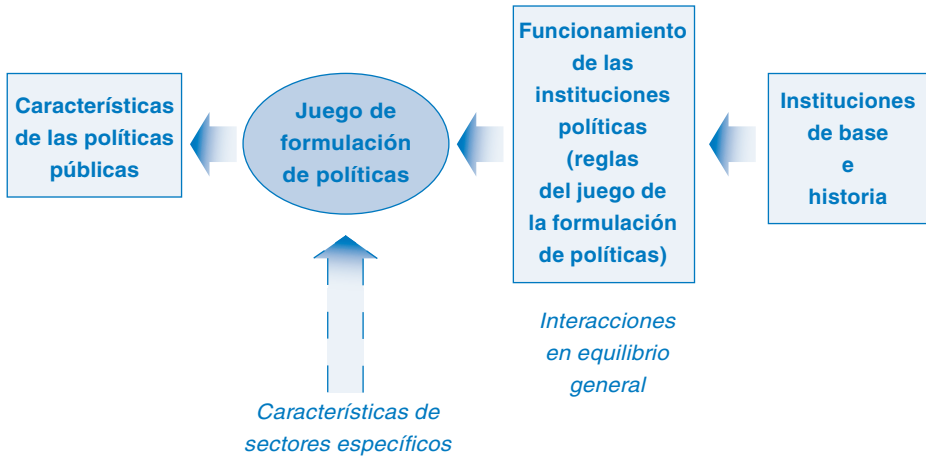 Característícas
de las políticas
públicas
Juego de
formulación
de políticas
Funcionamiento
de las
instituciones
políticas
(reglas
del juego de
la formulación
de políticas)
Instituciones
de base
e
historia
Interacciones
en equilibrio
general
Características de
sectores específicos